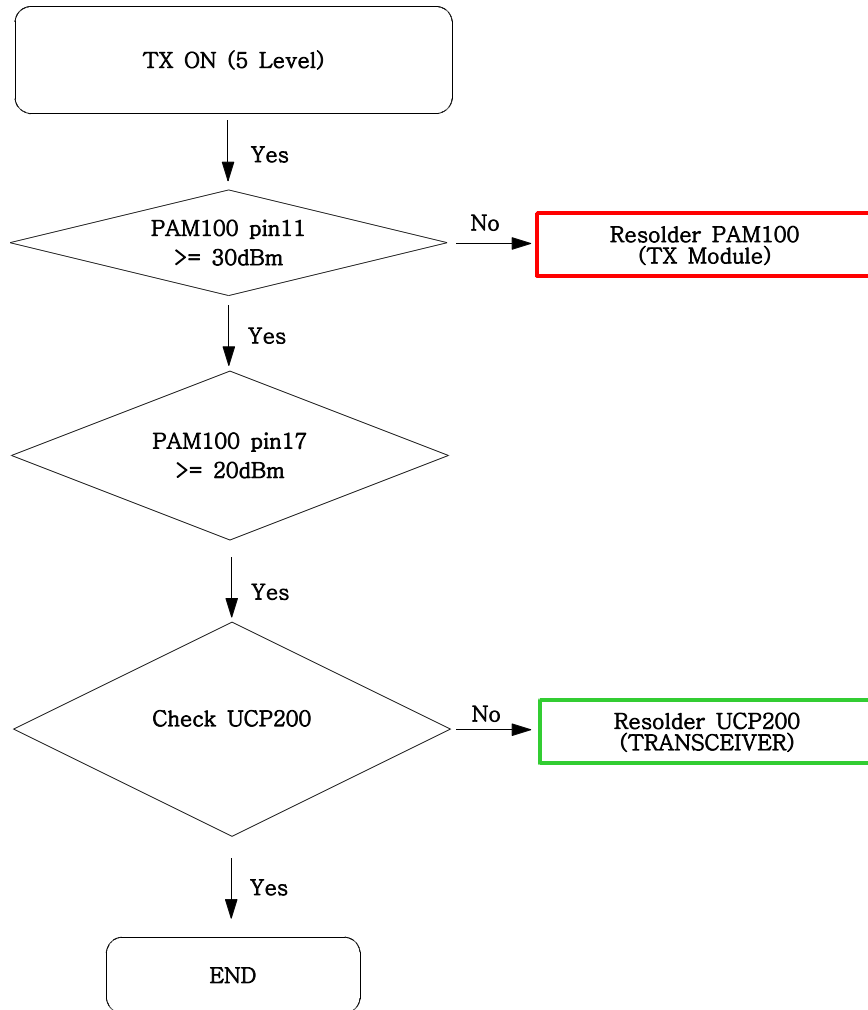 TX ON (5 Level)
Yes
PAM100 pin11
>= 30dBm
No
Resolder PAM100
(TX Module)
Yes
PAM100 pin17
>= 20dBm
Yes
Check UCP200
No
Resolder UCP200
(TRANSCEIVER)
Yes
END